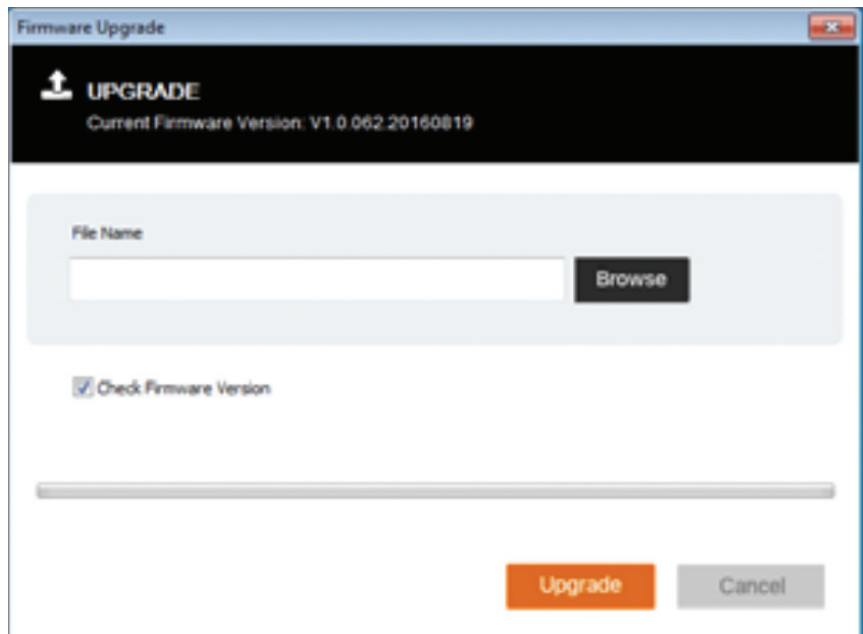 Firmware Upgrade
UPGRADE
Current Firmware Version: V1.0.062.20160819
File Name
Browse
Check Firmware Version
Upgrade
Cancel